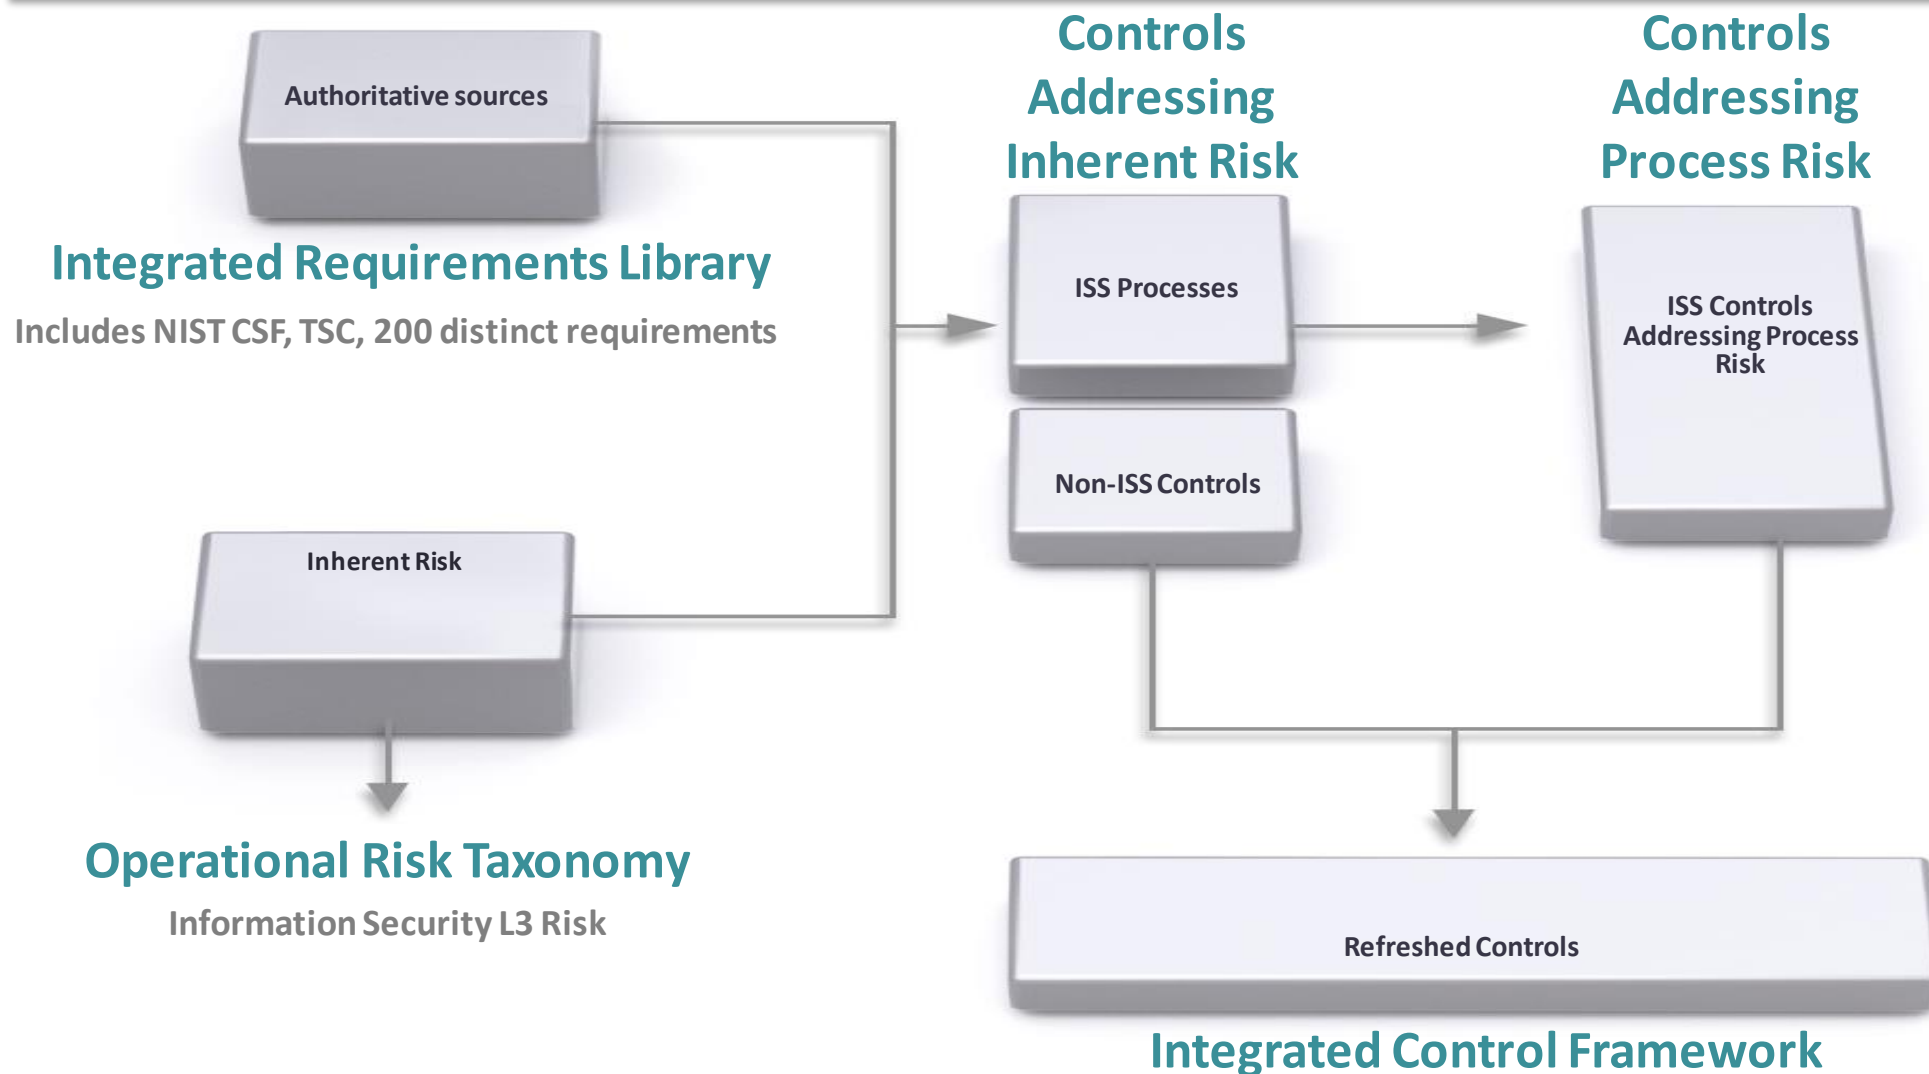 Authoritative sources
Integrated Requirements Library
Includes NIST CSF, TSC, 200 distinct requirements
Inherent Risk
Operational Risk Taxonomy
Information Security L3 Risk
Controls
Addressing
Inherent Risk
ISS Processes
Non-ISS Controls
Controls
Addressing
Process Risk
ISS Controls
Addressing Process
Risk
Refreshed Controls
Integrated Control Framework